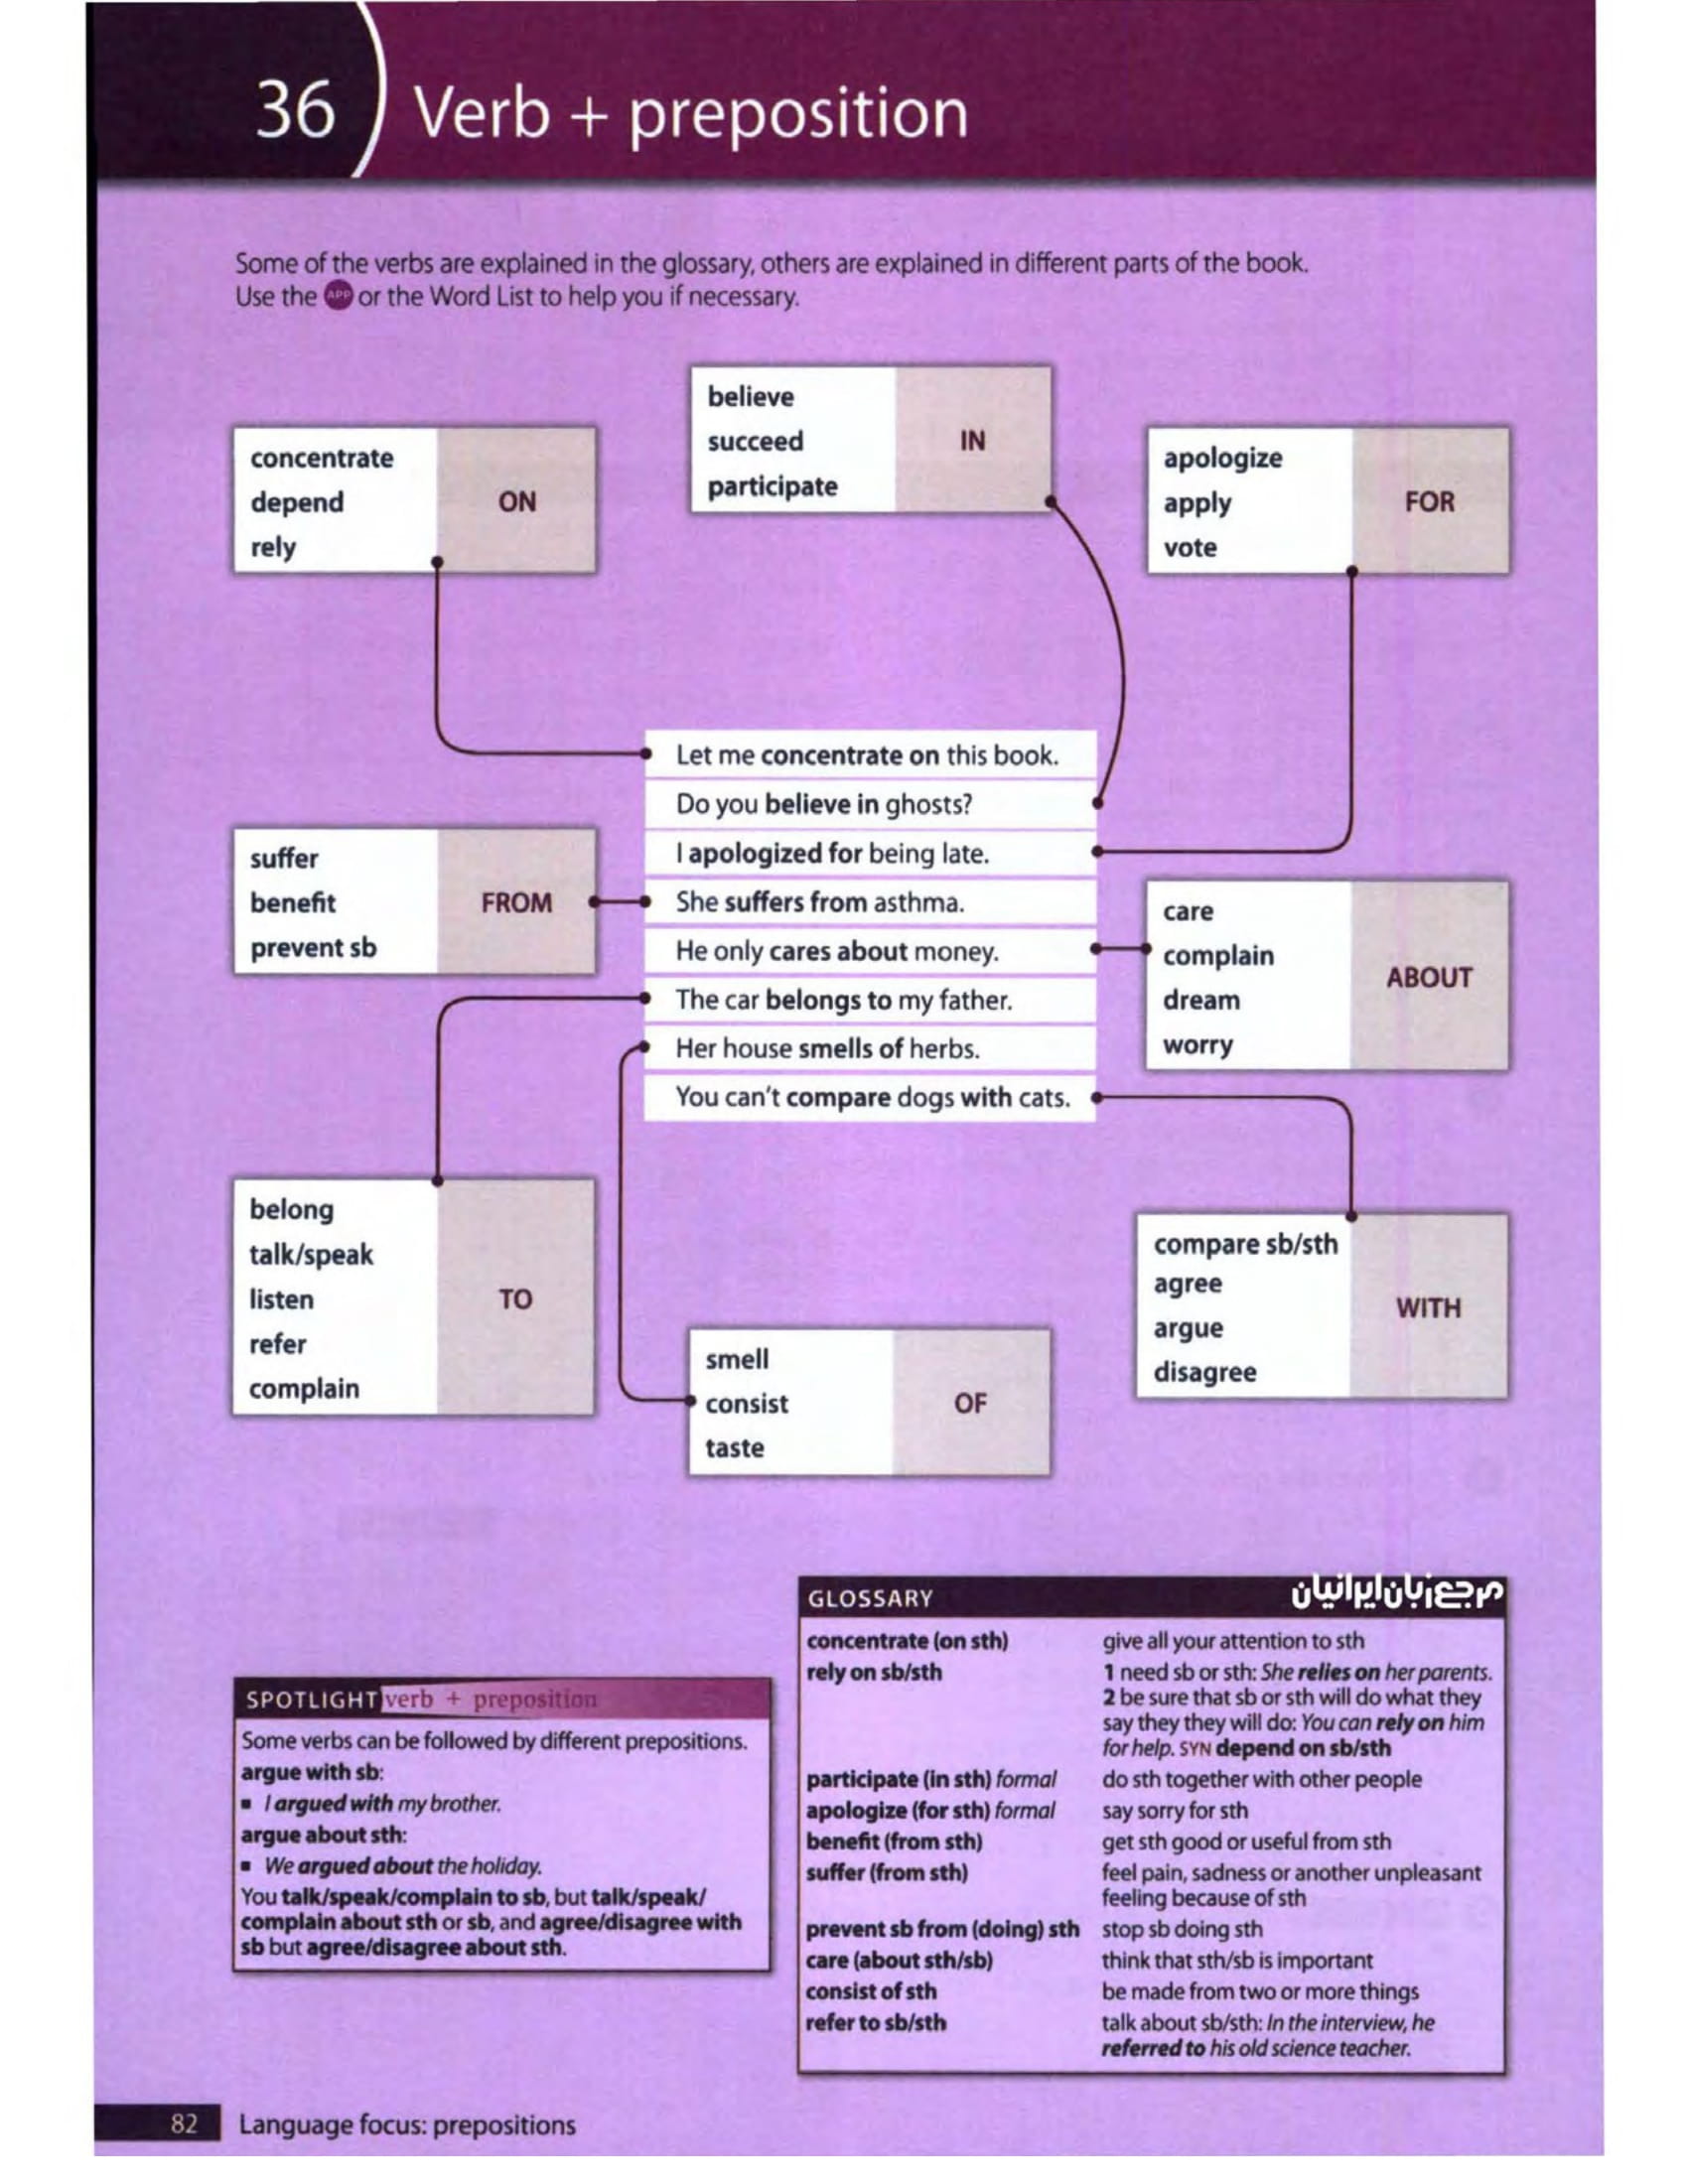 36
Verb + preposition
Some of the verbs are explained in the glossary, others are explained in different parts of the book.
Use the APP or the Word List to help you if necessary.
believe
succeed
participate
IN
concentrate
depend
rely
ON
apologize
apply
vote
FOR
Let me concentrate on this book.
Do you believe in ghosts?
I apologized for being late.
She suffers from asthma.
He only cares about money.
The car belongs to my father.
Her house smells of herbs.
You can't compare dogs with cats.
suffer
benefit
prevent sb
FROM
care
complain
dream
worry
ABOUT
belong
talk/speak
listen
refer
complain
TO
compare sb/sth
agree
argue
disagree
WITH
smell
consist
taste
OF
SPOTLIGHT verb + preposition
Some verbs can be followed by different prepositions.
argue with sb:
▪ I argued with my brother.
argue about sth:
▪ We argued about the holiday.
You talk/speak/complain to sb, but talk/speak/
complain about sth or sb, and agree/disagree with
sb but agree/disagree about sth.
GLOSSARY
مرجع زبان ایرانیان
concentrate (on sth) give all your attention to sth
rely on sb/sth 1 need sb or sth: She relies on her parents.
2 be sure that sb or sth will do what they
say they they will do: You can rely on him
for help. SYN depend on sb/sth
participate (in sth) formal do sth together with other people
apologize (for sth) formal say sorry for sth
benefit (from sth) get sth good or useful from sth
suffer (from sth) feel pain, sadness or another unpleasant
feeling because of sth
prevent sb from (doing) sth stop sb doing sth
care (about sth/sb) think that sth/sb is important
consist of sth be made from two or more things
refer to sb/sth talk about sb/sth: In the interview, he
referred to his old science teacher.
82 Language focus: prepositions